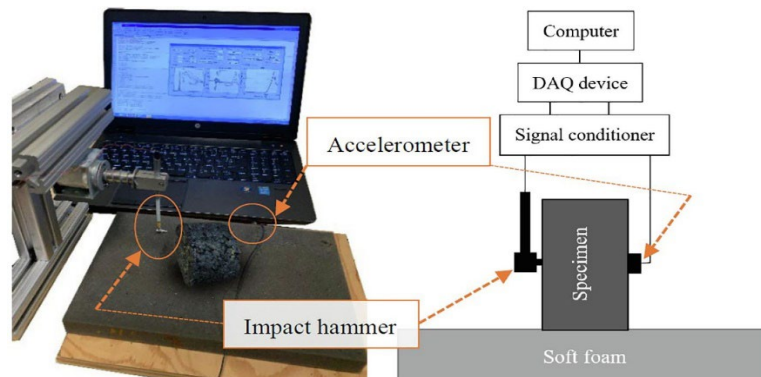 Computer
DAQ device
Signal conditioner
Accelerometer
Specimen
Impact hammer
Soft foam